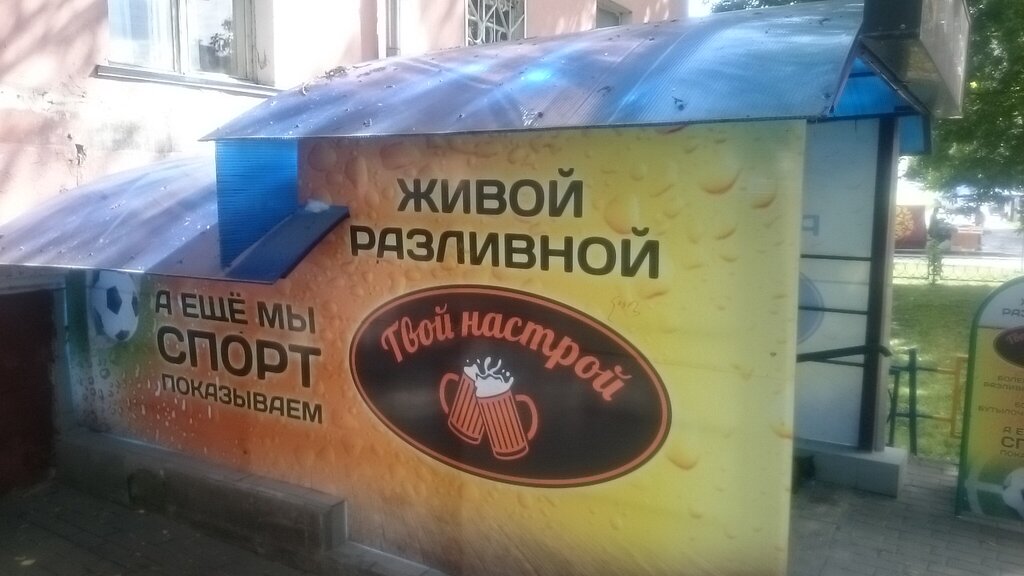 ЖИВОЙ
РАЗЛИВНОЙ
А ЕЩЁ МЫ
СПОРТ
ПОКАЗЫВАЕМ
Твой настрой